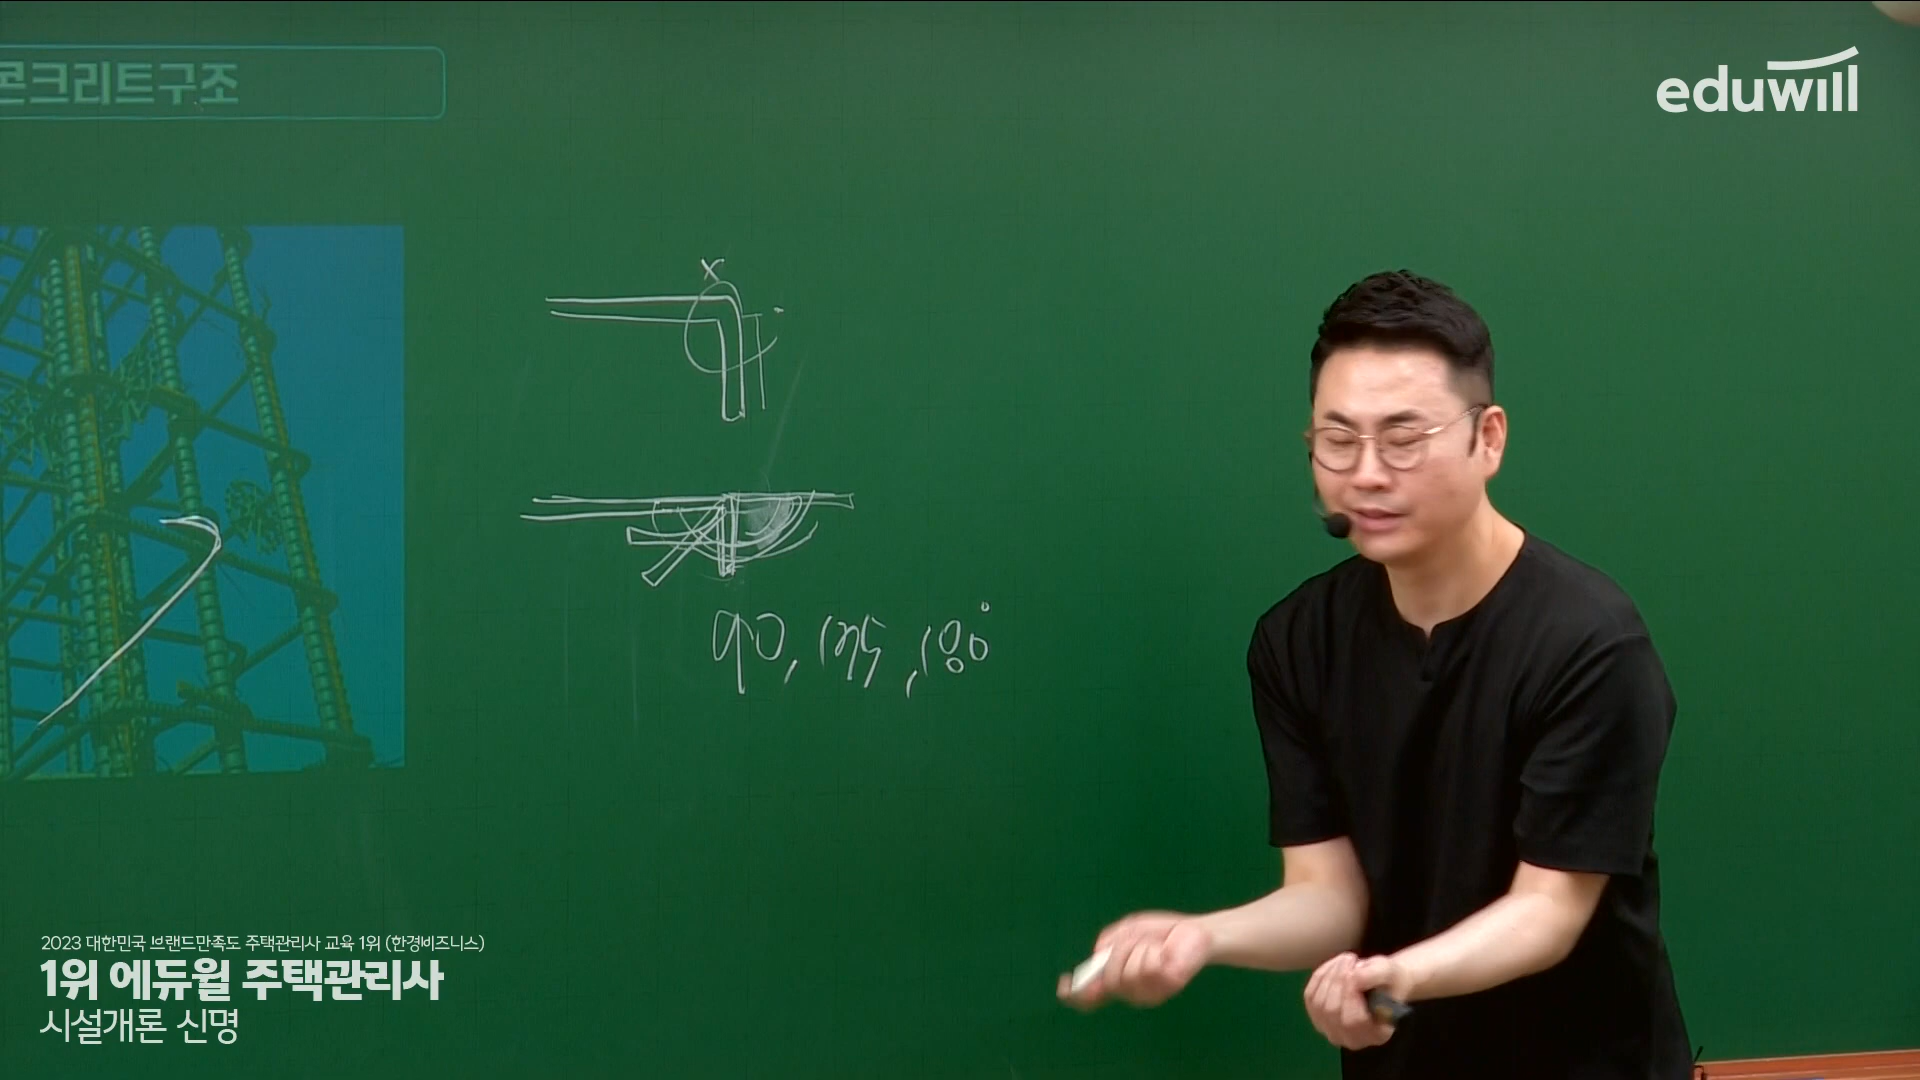 콘크리트구조
eduwill
x
90, 135, 180°
2023 대한민국 브랜드만족도 주택관리사 교육 1위 (한경비즈니스)
1위 에듀윌 주택관리사
시설개론 신명